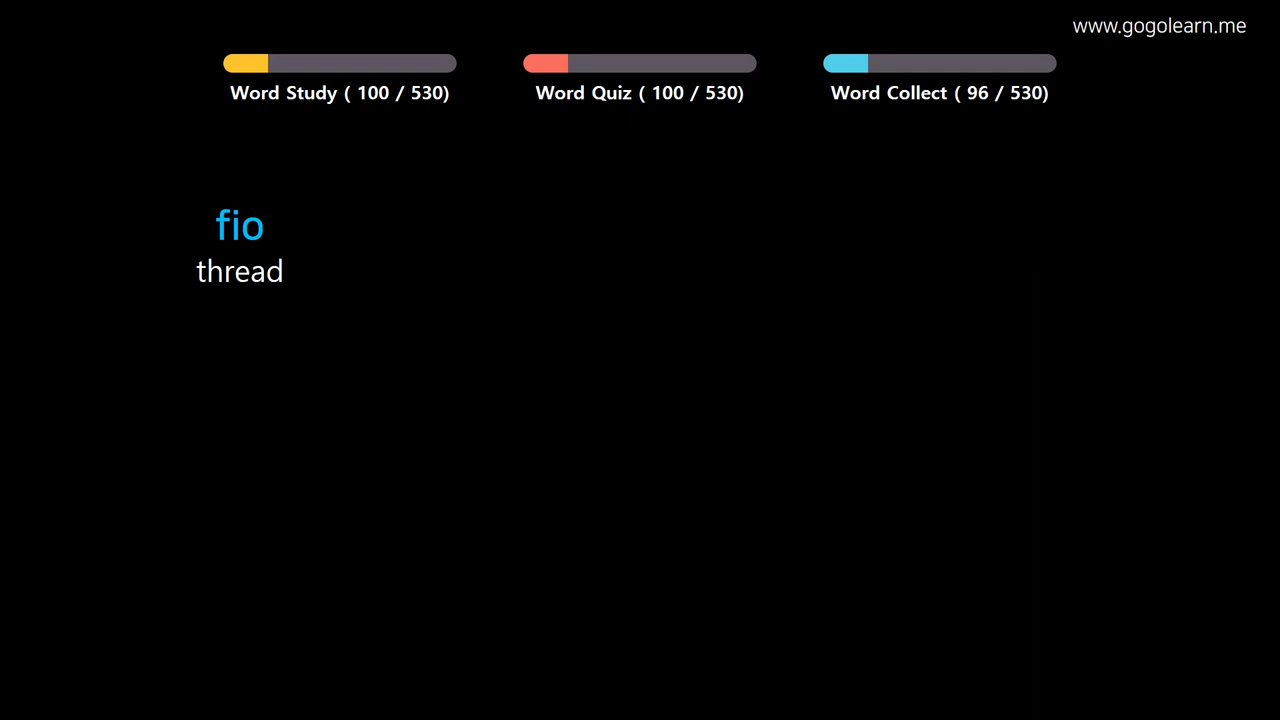 www.gogolearn.me
Word Study ( 100 / 530)
Word Quiz ( 100 / 530)
Word Collect ( 96 / 530)
fio
thread